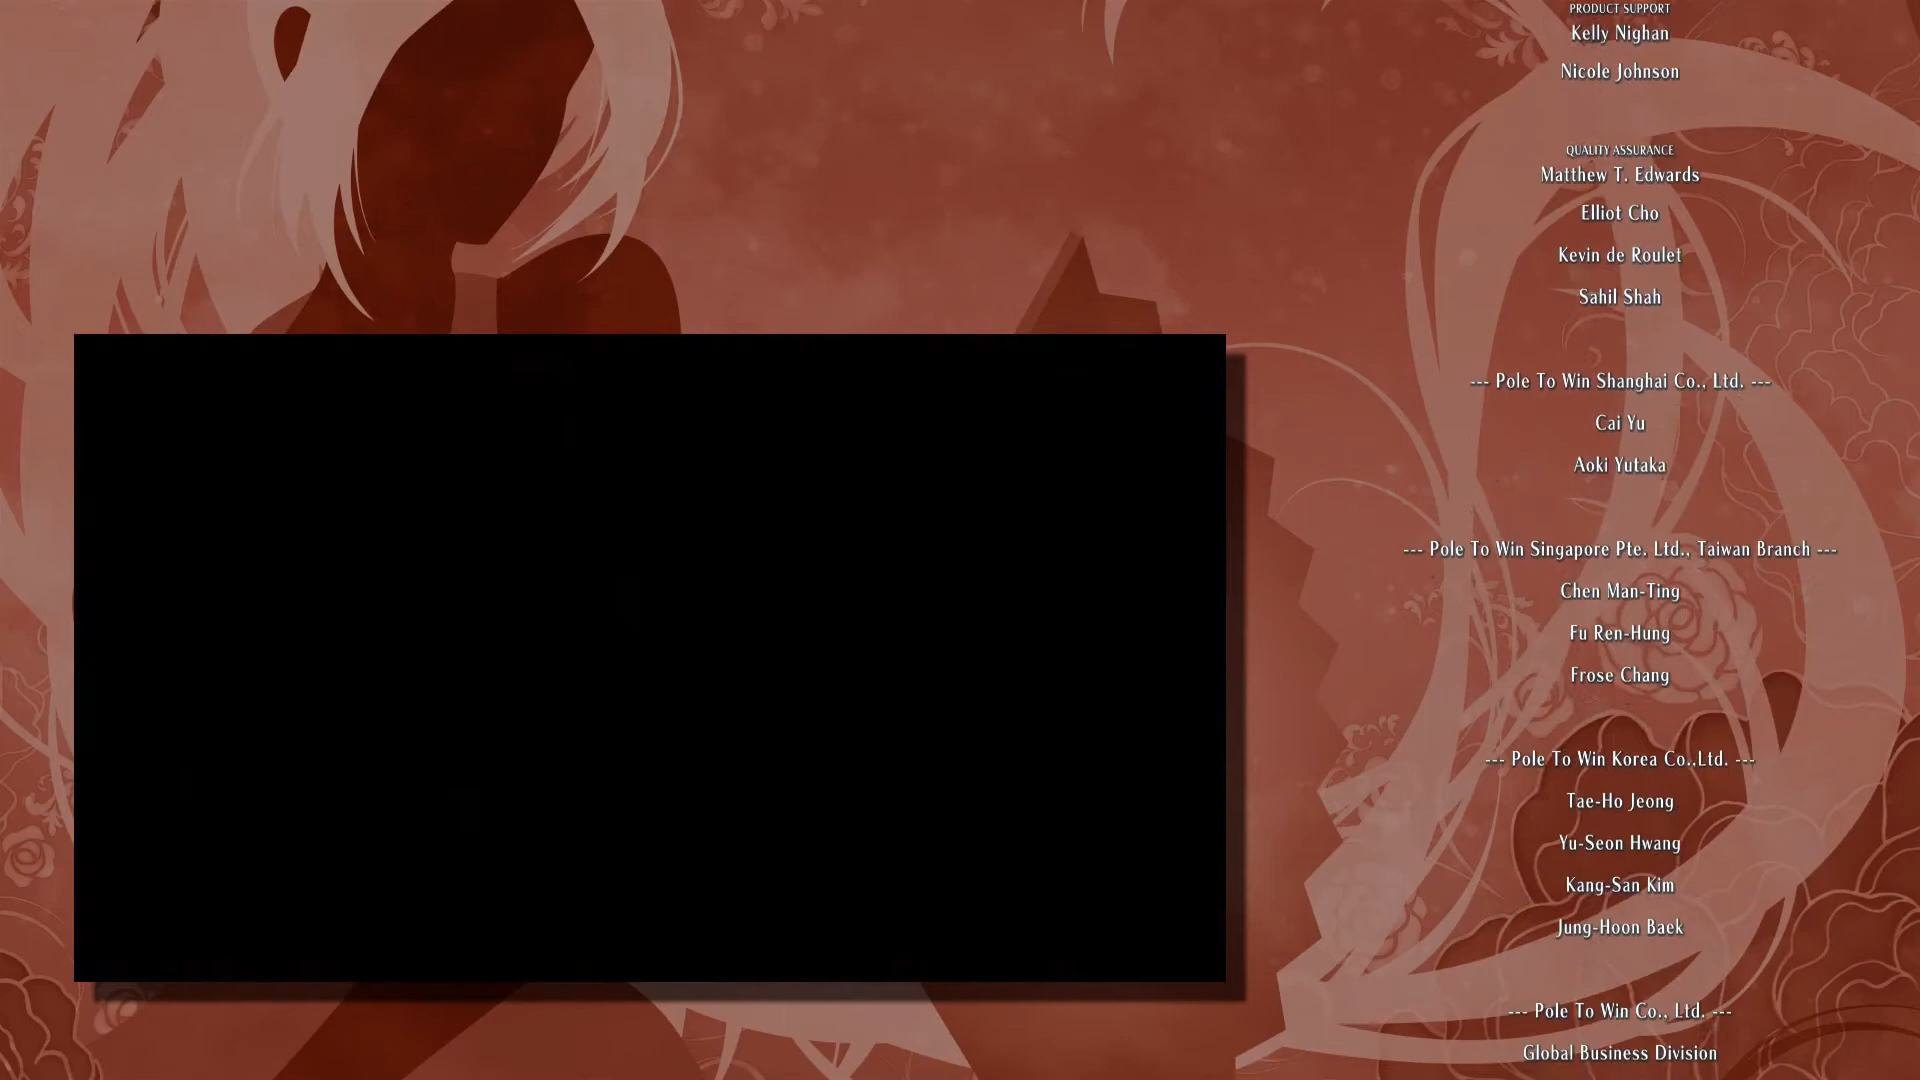 PRODUCT SUPPORT
Kelly Nighan
Nicole Johnson
QUALITY ASSURANCE
Matthew T. Edwards
Elliot Cho
Kevin de Roulet
Sahil Shah
--- Pole To Win Shanghai Co., Ltd. ---
Cai Yu
Aoki Yutaka
--- Pole To Win Singapore Pte. Ltd., Taiwan Branch ---
Chen Man-Ting
Fu Ren-Hung
Frose Chang
--- Pole To Win Korea Co.,Ltd. ---
Tae-Ho Jeong
Yu-Seon Hwang
Kang-San Kim
Jung-Hoon Baek
--- Pole To Win Co., Ltd. ---
Global Business Division